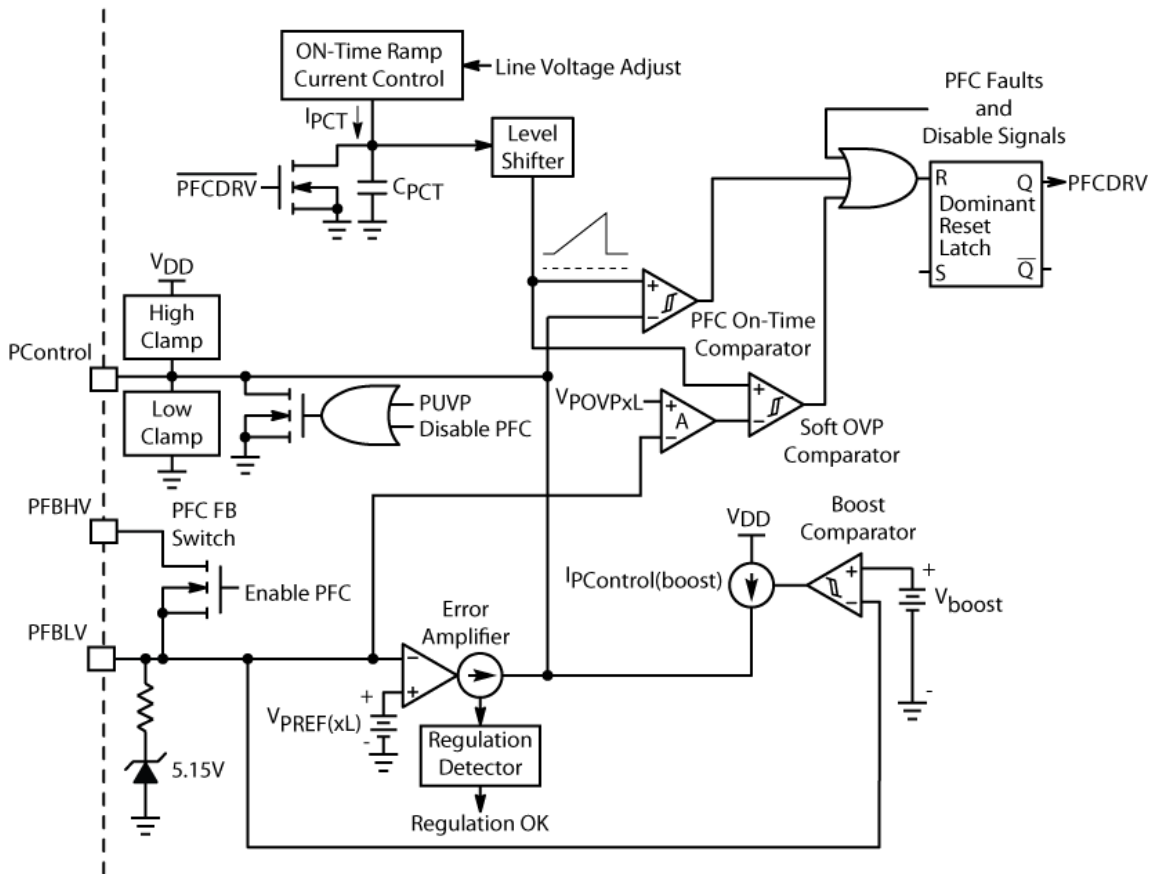 ON-Time Ramp
Current Control
Line Voltage Adjust
IPCT
Level
Shifter
PFC Faults
and
Disable Signals
PFCDRV
CPCT
R
Q
PFCDRV
Dominant
Reset
Latch
S
Q
VDD
High
Clamp
+
−
PFC On-Time
Comparator
PControl
Low
Clamp
PUVP
Disable PFC
VPOVPxL
+
A
−
+
−
Soft OVP
Comparator
PFBHV
PFC FB
Switch
Enable PFC
VDD
Boost
Comparator
IPControl(boost)
+
−
+
Vboost
-
PFBLV
Error
Amplifier
−
+
+
VPREF(xL)
-
Regulation
Detector
5.15V
Regulation OK